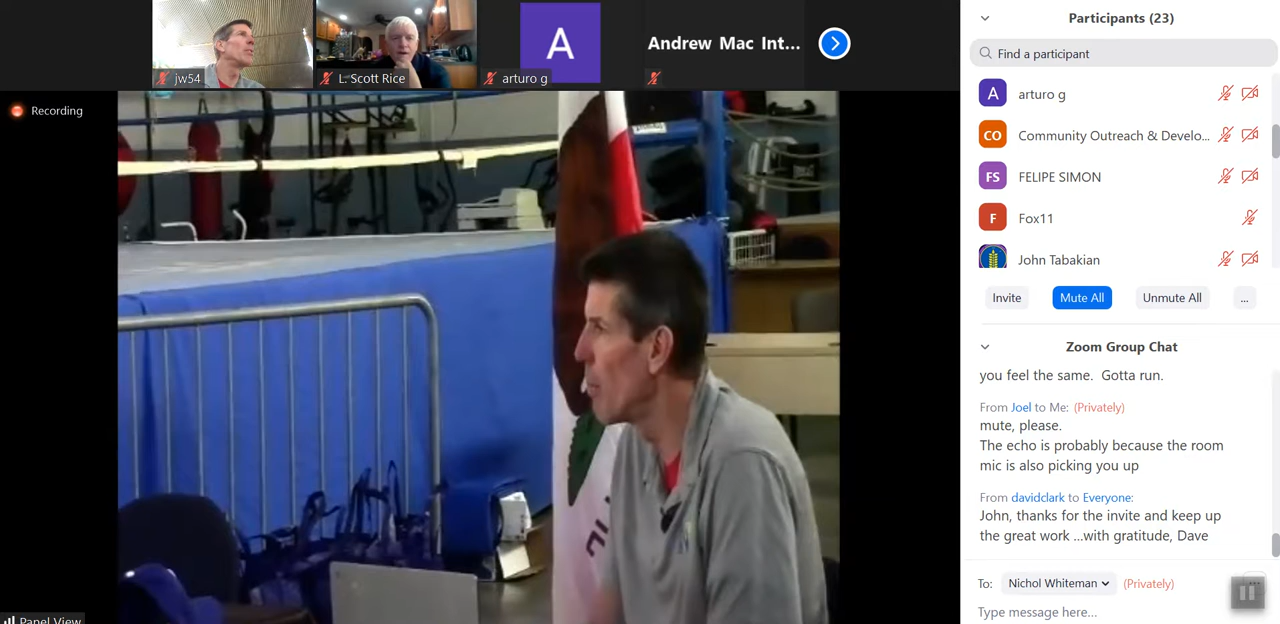 jw54
L. Scott Rice
arturo g
A
Andrew Mac Int...
Recording
Panel View
Participants (23)
Find a participant
A arturo g
CO Community Outreach & Develo...
FS FELIPE SIMON
F Fox11
John Tabakian
Invite Mute All Unmute All ...
Zoom Group Chat
you feel the same. Gotta run.
From Joel to Me: (Privately)
mute, please.
The echo is probably because the room
mic is also picking you up
From davidclark to Everyone:
John, thanks for the invite and keep up
the great work ...with gratitude, Dave
To: Nichol Whiteman (Privately)
Type message here...